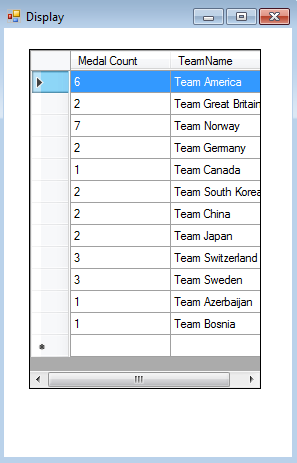 Display
Medal Count TeamName
6 Team America
2 Team Great Britain
7 Team Norway
2 Team Germany
1 Team Canada
2 Team South Korea
2 Team China
2 Team Japan
3 Team Switzerland
3 Team Sweden
1 Team Azerbaijan
1 Team Bosnia